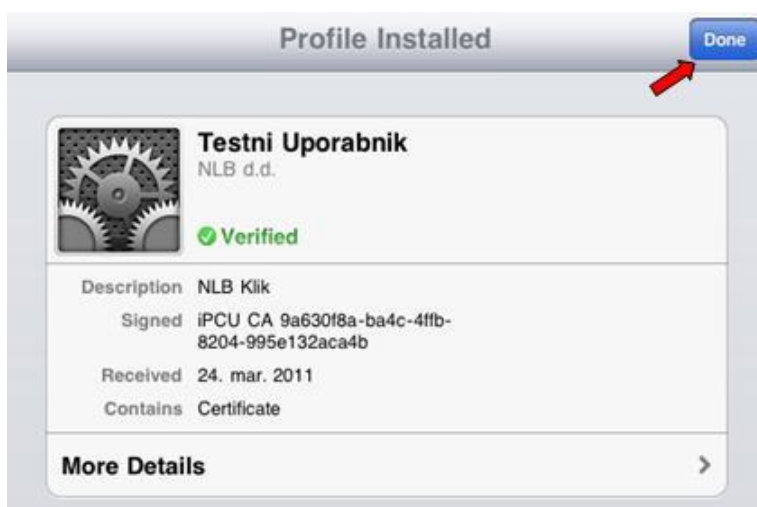 Profile Installed
Done
Testni Uporabnik
NLB d.d.
Verified
Description NLB Klik
Signed iPCU CA 9a630f8a-ba4c-4ffb-
8204-995e132aca4b
Received 24. mar. 2011
Contains Certificate
More Details